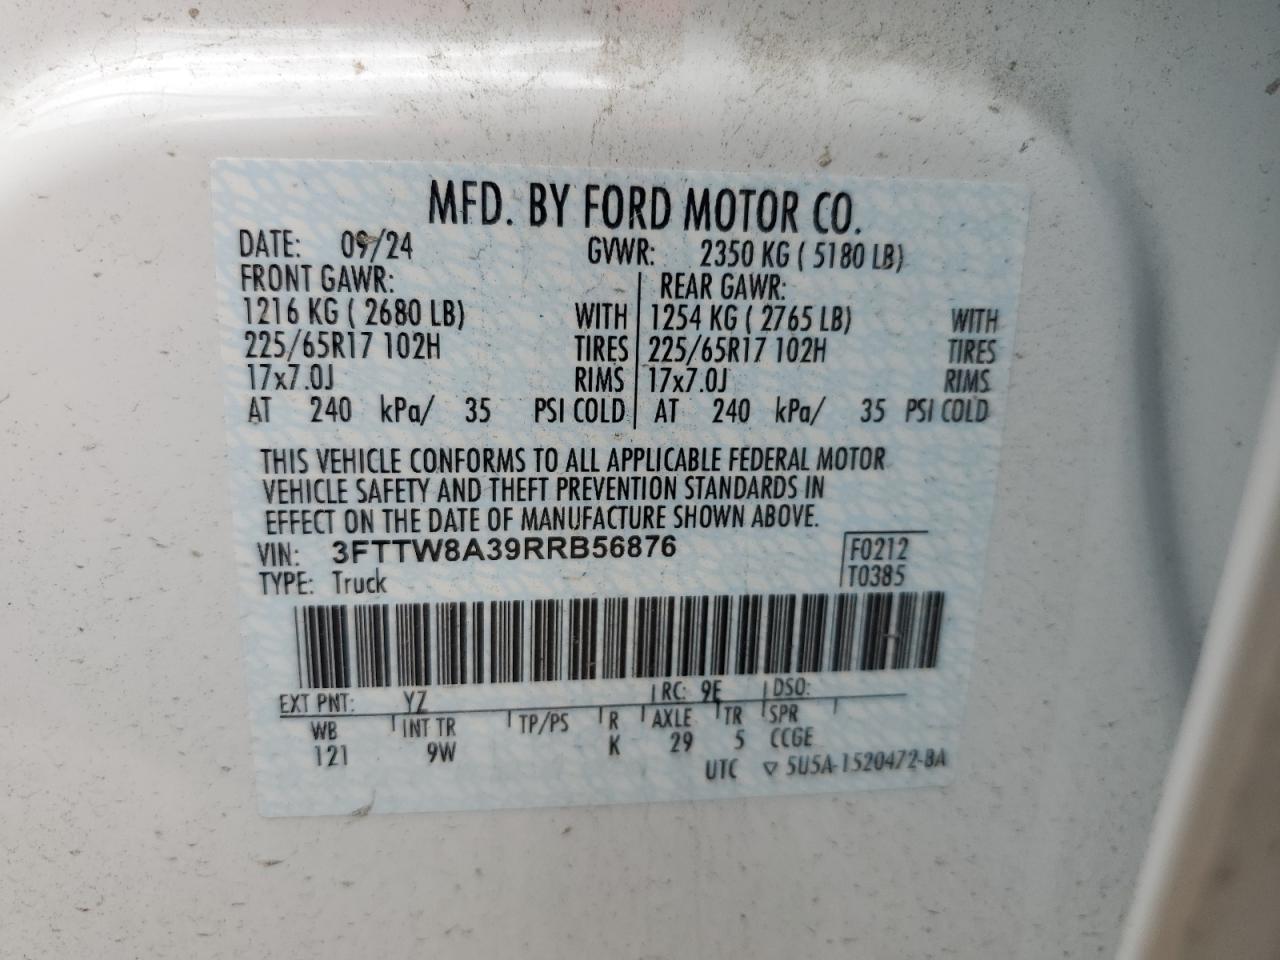 MFD. BY FORD MOTOR CO.
DATE: 09/24 GVWR: 2350 KG ( 5180 LB)
FRONT GAWR: REAR GAWR:
1216 KG ( 2680 LB) WITH 1254 KG ( 2765 LB) WITH
225/65R17 102H TIRES 225/65R17 102H TIRES
17x7.0J RIMS 17x7.0J RIMS
AT 240 kPa/ 35 PSI COLD AT 240 kPa/ 35 PSI COLD
THIS VEHICLE CONFORMS TO ALL APPLICABLE FEDERAL MOTOR
VEHICLE SAFETY AND THEFT PREVENTION STANDARDS IN
EFFECT ON THE DATE OF MANUFACTURE SHOWN ABOVE.
VIN: 3FTTW8A39RRB56876 F0212
TYPE: Truck T0385
EXT PNT: YZ RC: 9E DSO:
WB INT TR TP/PS R AXLE TR SPR
121 9W K 29 5 CCGE
UTC ▽ 5U5A-1520472-BA